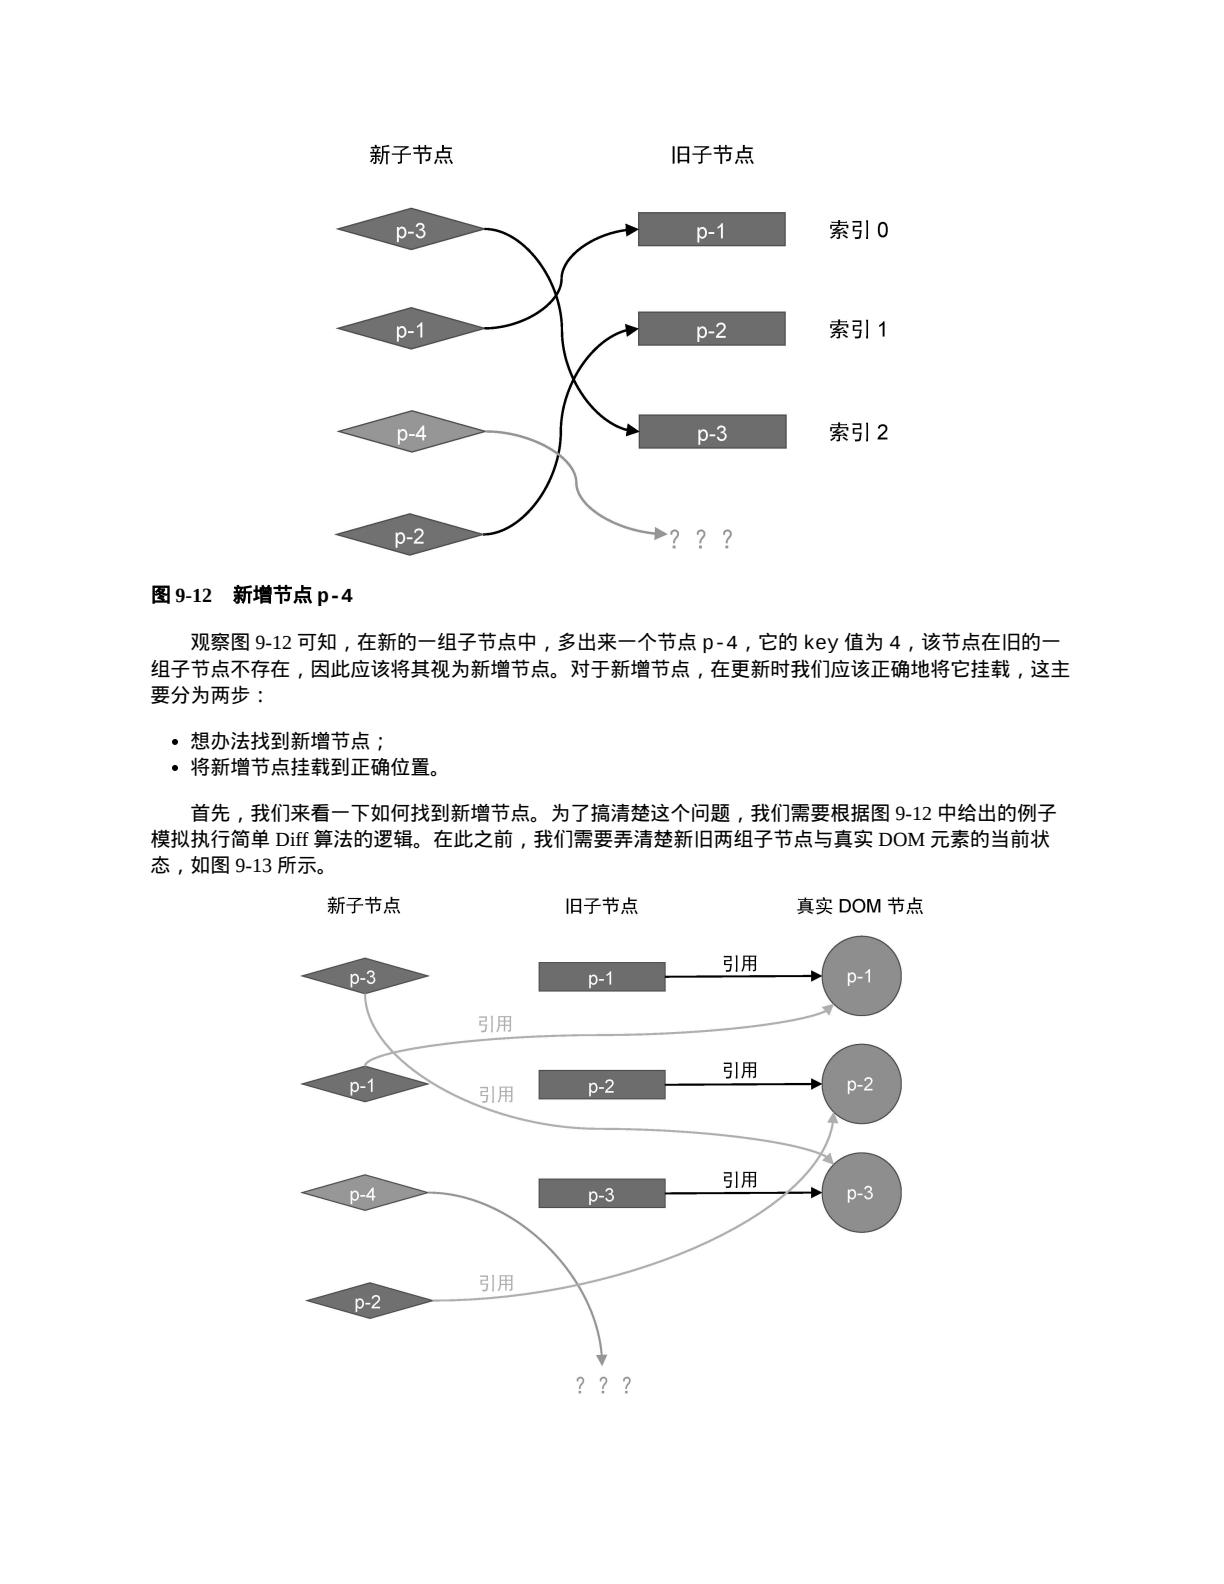 新子节点 旧子节点
p-3 p-1 索引 0
p-1 p-2 索引 1
p-4 p-3 索引 2
p-2 ？ ？ ？
图 9-12 新增节点 p-4
观察图 9-12 可知，在新的一组子节点中，多出来一个节点 p-4，它的 key 值为 4，该节点在旧的一
组子节点不存在，因此应该将其视为新增节点。对于新增节点，在更新时我们应该正确地将它挂载，这主
要分为两步：
• 想办法找到新增节点；
• 将新增节点挂载到正确位置。
首先，我们来看一下如何找到新增节点。为了搞清楚这个问题，我们需要根据图 9-12 中给出的例子
模拟执行简单 Diff 算法的逻辑。在此之前，我们需要弄清楚新旧两组子节点与真实 DOM 元素的当前状
态，如图 9-13 所示。
新子节点 旧子节点 真实 DOM 节点
p-3 p-1 引用 p-1
引用
p-1 p-2 引用 p-2
引用
p-4 p-3 引用 p-3
引用
p-2
？ ？ ？